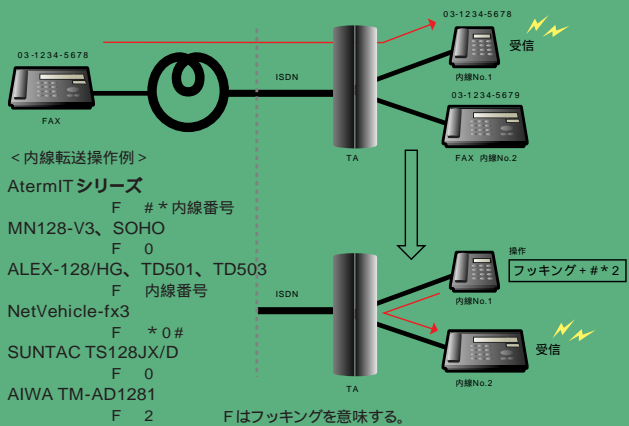 03-1234-5678
FAX
ISDN
TA
03-1234-5678
受信
内線No.1
03-1234-5679
FAX 内線No.2
<内線転送操作例>
AtermITシリーズ
F #*内線番号
MN128-V3、SOHO
F 0
ALEX-128/HG、TD501、TD503
F 内線番号
NetVehicle-fx3
F *0#
SUNTAC TS128JX/D
F 0
AIWA TM-AD1281
F 2
Fはフッキングを意味する。
ISDN
TA
操作
フッキング+#*2
内線No.1
受信
内線No.2